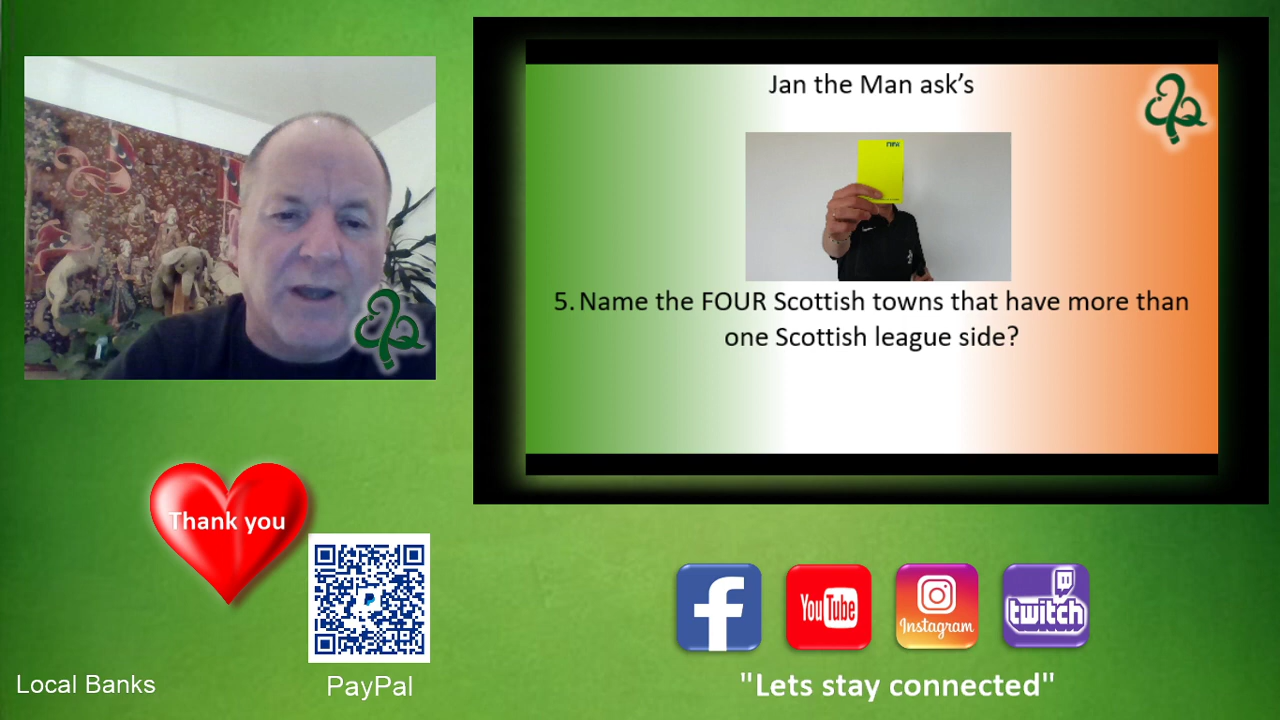 Jan the Man ask's
5. Name the FOUR Scottish towns that have more than
one Scottish league side?
Thank you
Local Banks
PayPal
YouTube
Instagram
twitch
"Lets stay connected"